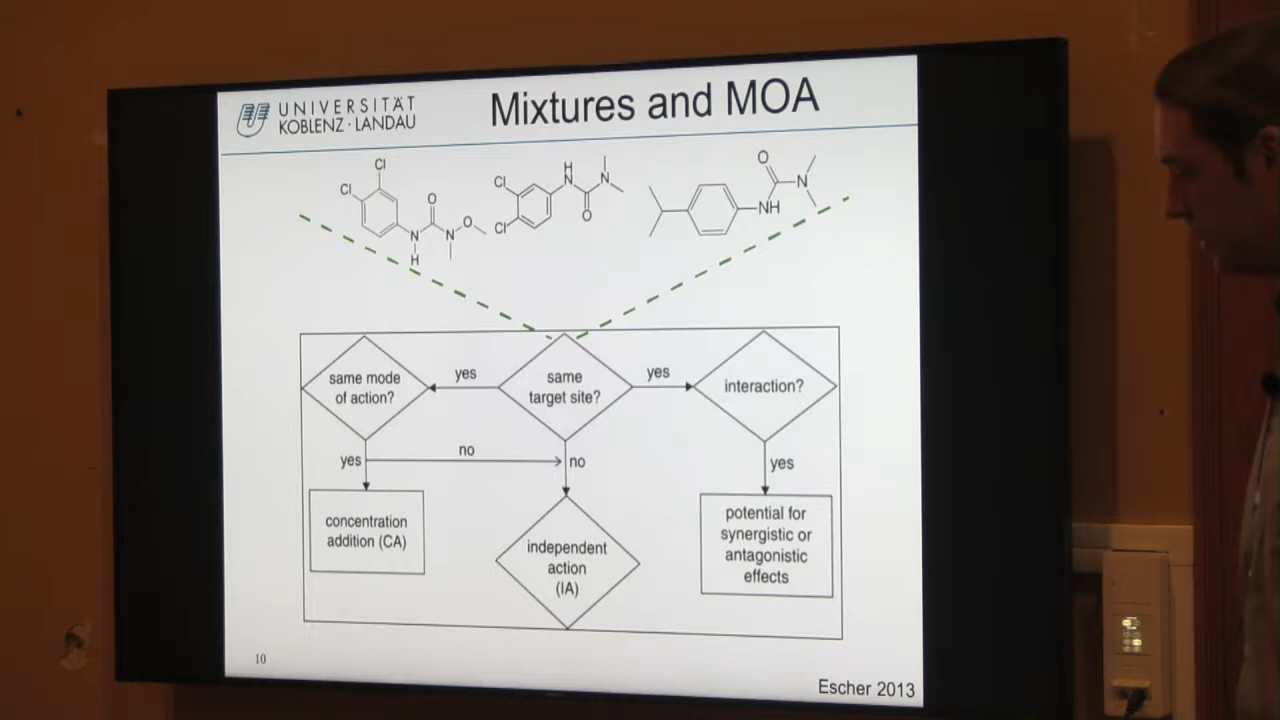 UNIVERSITÄT
KOBLENZ · LANDAU
Mixtures and MOA
Cl
Cl
O
N
H
N
O
Cl
Cl
H
N
O
N
O
NH
N
same mode
of action?
yes
same
target site?
yes
interaction?
yes
no
no
yes
concentration
addition (CA)
independent
action
(IA)
potential for
synergistic or
antagonistic
effects
10
Escher 2013